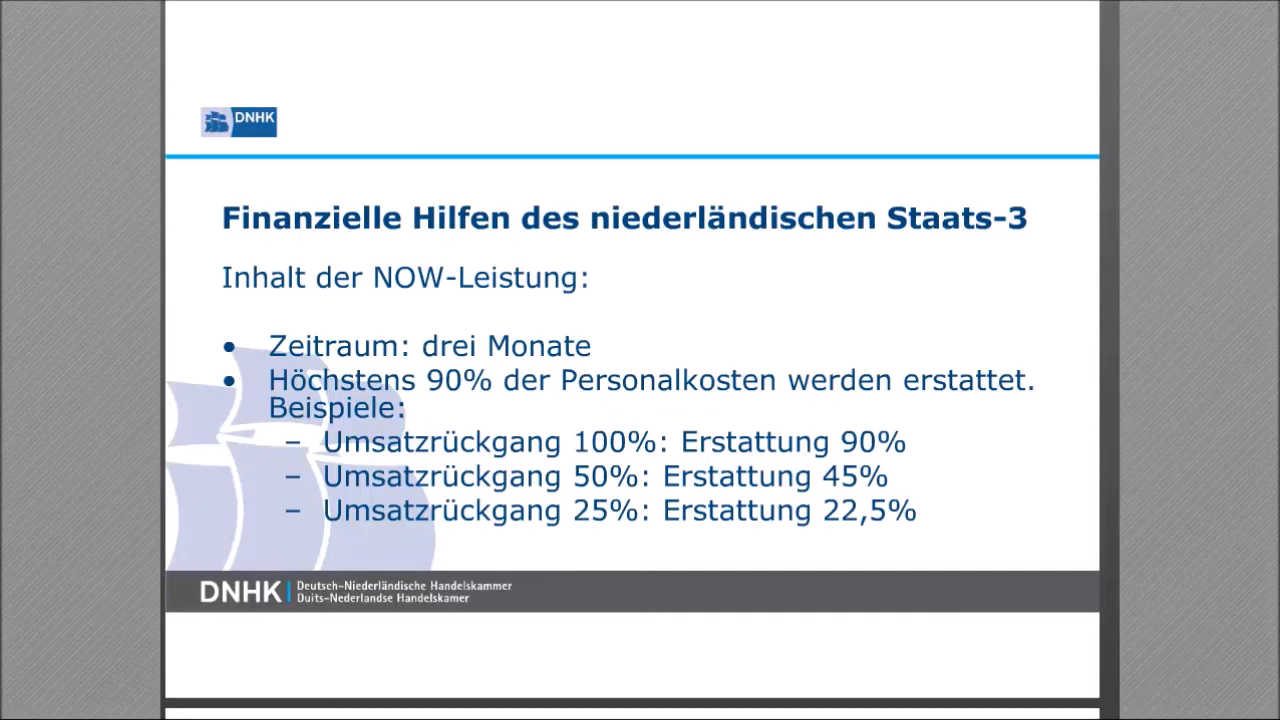 DNHK
Finanzielle Hilfen des niederländischen Staats-3
Inhalt der NOW-Leistung:
• Zeitraum: drei Monate
• Höchstens 90% der Personalkosten werden erstattet.
Beispiele:
– Umsatzrückgang 100%: Erstattung 90%
– Umsatzrückgang 50%: Erstattung 45%
– Umsatzrückgang 25%: Erstattung 22,5%
DNHK
Deutsch-Niederländische Handelskammer
Duits-Nederlandse Handelskamer